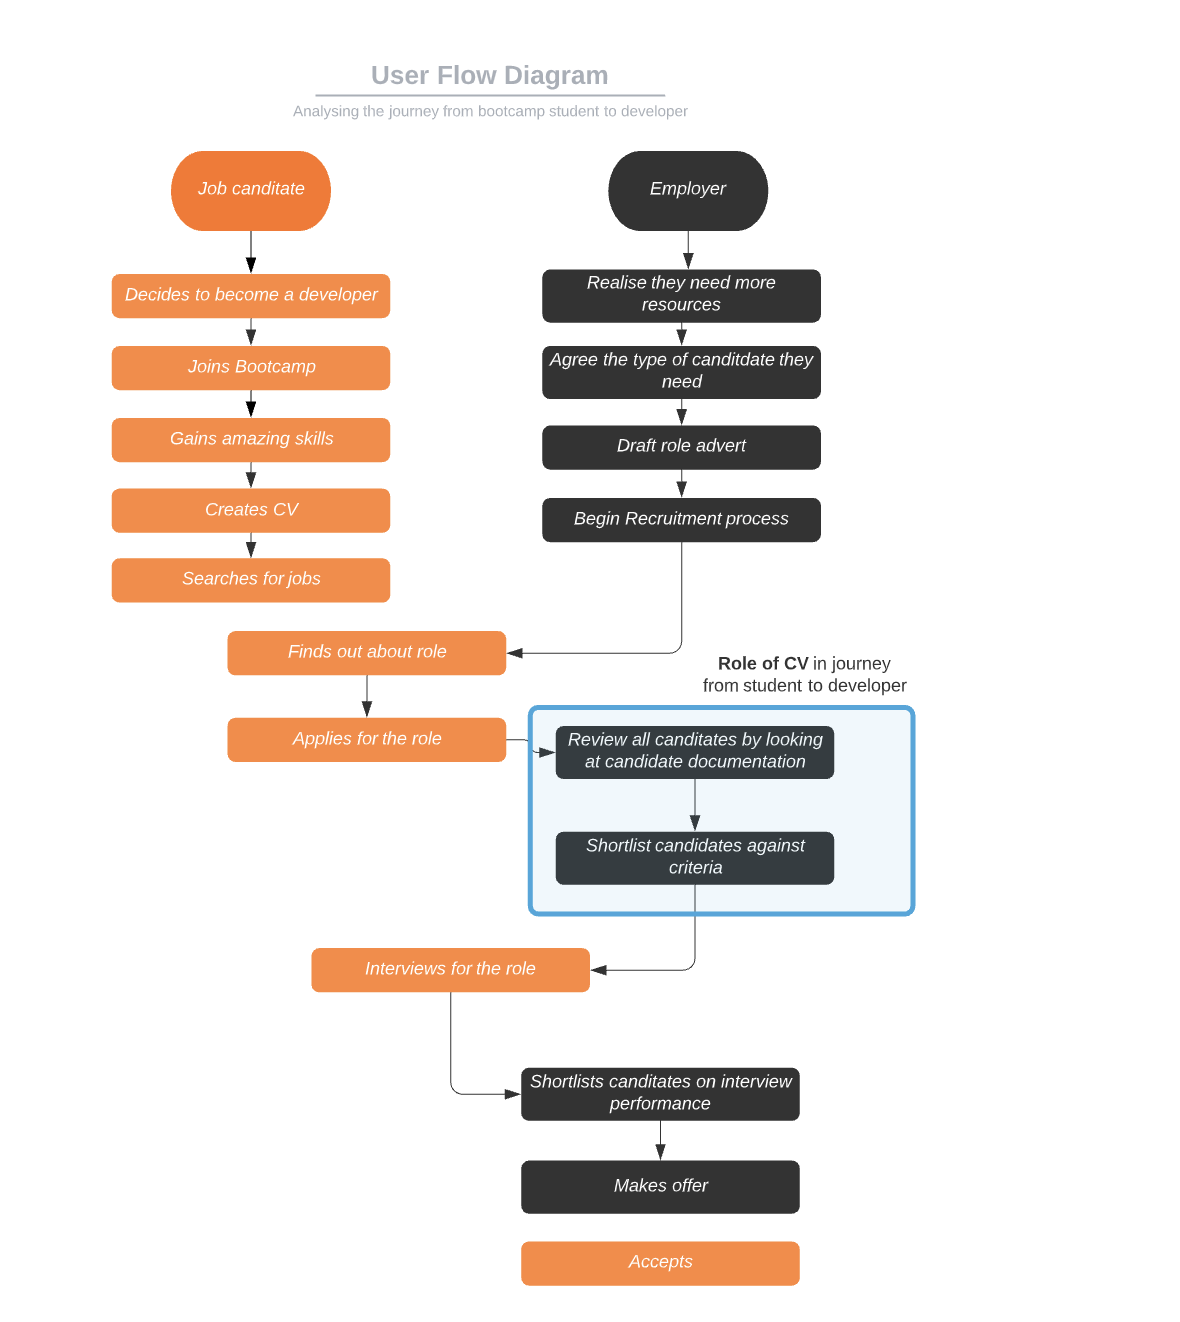 User Flow Diagram
Analysing the journey from bootcamp student to developer
Job canditate
Decides to become a developer
Joins Bootcamp
Gains amazing skills
Creates CV
Searches for jobs
Employer
Realise they need more
resources
Agree the type of canditdate they
need
Draft role advert
Begin Recruitment process
Finds out about role
Applies for the role
Role of CV in journey
from student to developer
Review all canditates by looking
at candidate documentation
Shortlist candidates against
criteria
Interviews for the role
Shortlists canditates on interview
performance
Makes offer
Accepts